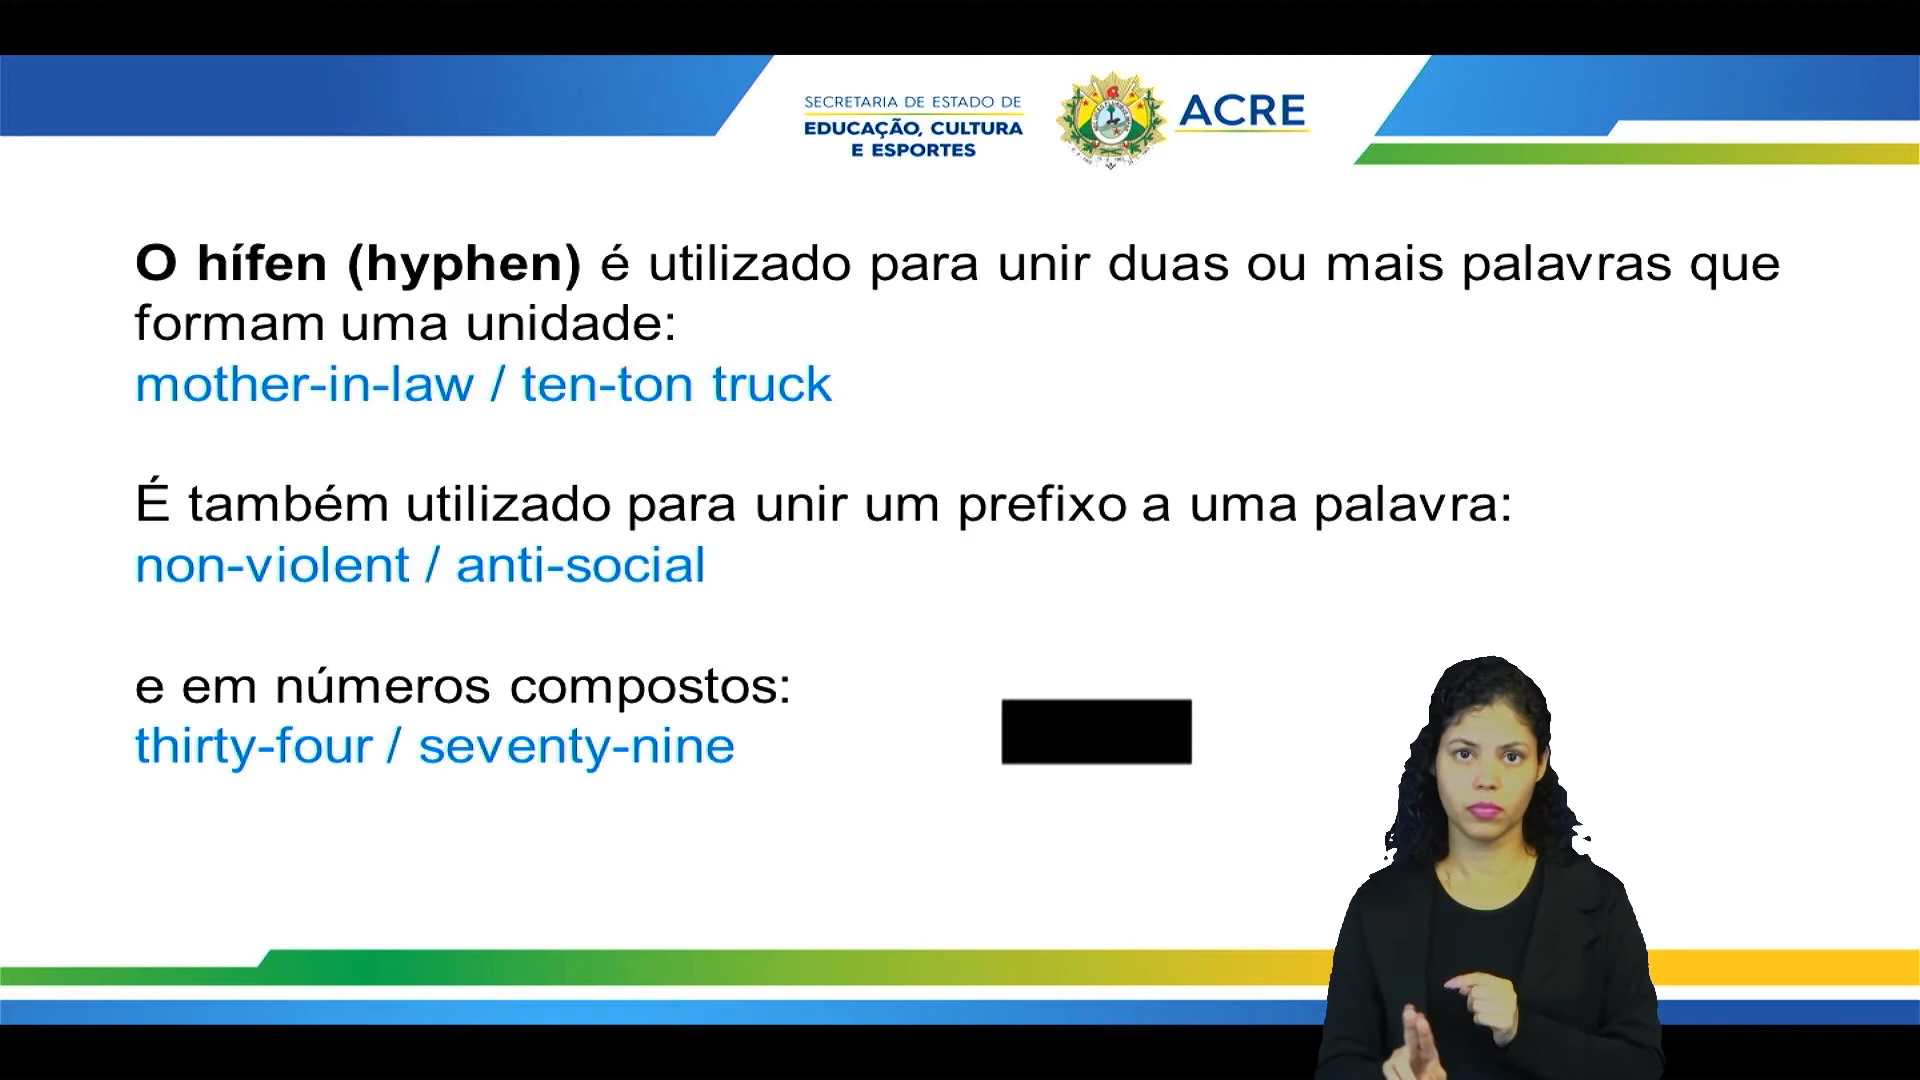 SECRETARIA DE ESTADO DE
EDUCAÇÃO, CULTURA
E ESPORTES
ACRE
O hífen (hyphen) é utilizado para unir duas ou mais palavras que
formam uma unidade:
mother-in-law / ten-ton truck
É também utilizado para unir um prefixo a uma palavra:
non-violent / anti-social
e em números compostos:
thirty-four / seventy-nine